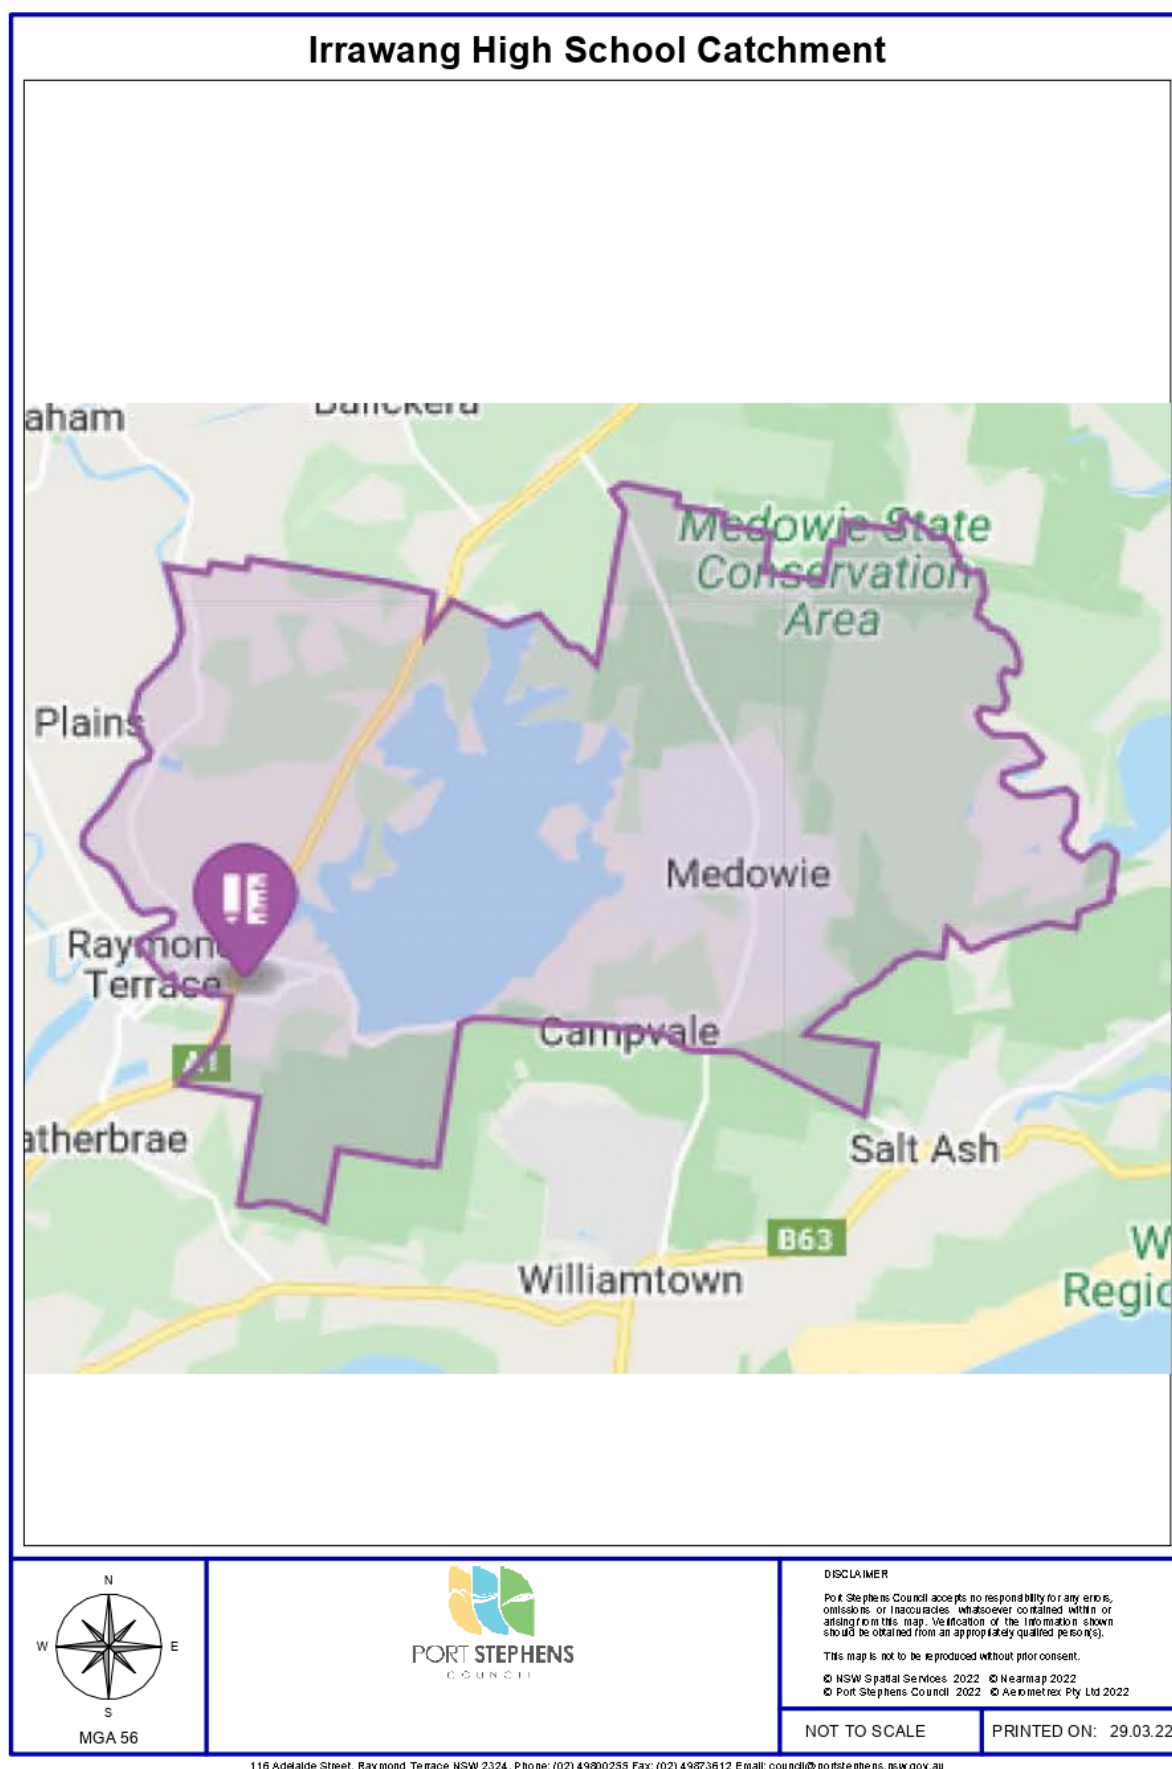 Irrawang High School Catchment
aham
Medowie State
Conservation
Area
Plains
Medowie
Raymond
Terrace
Campvale
A1
atherbrae
Salt Ash
B63
W
Regio
Williamtown
N
W
E
S
MGA 56
PORT STEPHENS
COUNCIL
DISCLAIMER
Port Stephens Council accepts no responsibility for any errors,
omissions or inaccuracies whatsoever contained within or
arising from this map. Verification of the information shown
should be obtained from an appropriately qualified person(s).
This map is not to be reproduced without prior consent.
© NSW Spatial Services 2022 © Nearmap 2022
© Port Stephens Council 2022 © Aerometrex Pty Ltd 2022
NOT TO SCALE
PRINTED ON: 29.03.22
116 Adelaide Street, Raymond Terrace NSW 2324. Phone: (02) 49800255 Fax: (02) 49873612 Email: council@portstephens.nsw.gov.au